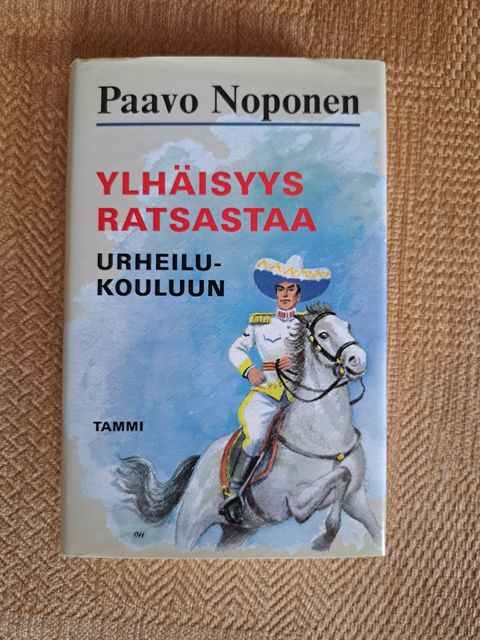 Paavo Noponen
YLHÄISYYS
RATSASTAA
URHEILU-
KOULUUN
TAMMI
OH